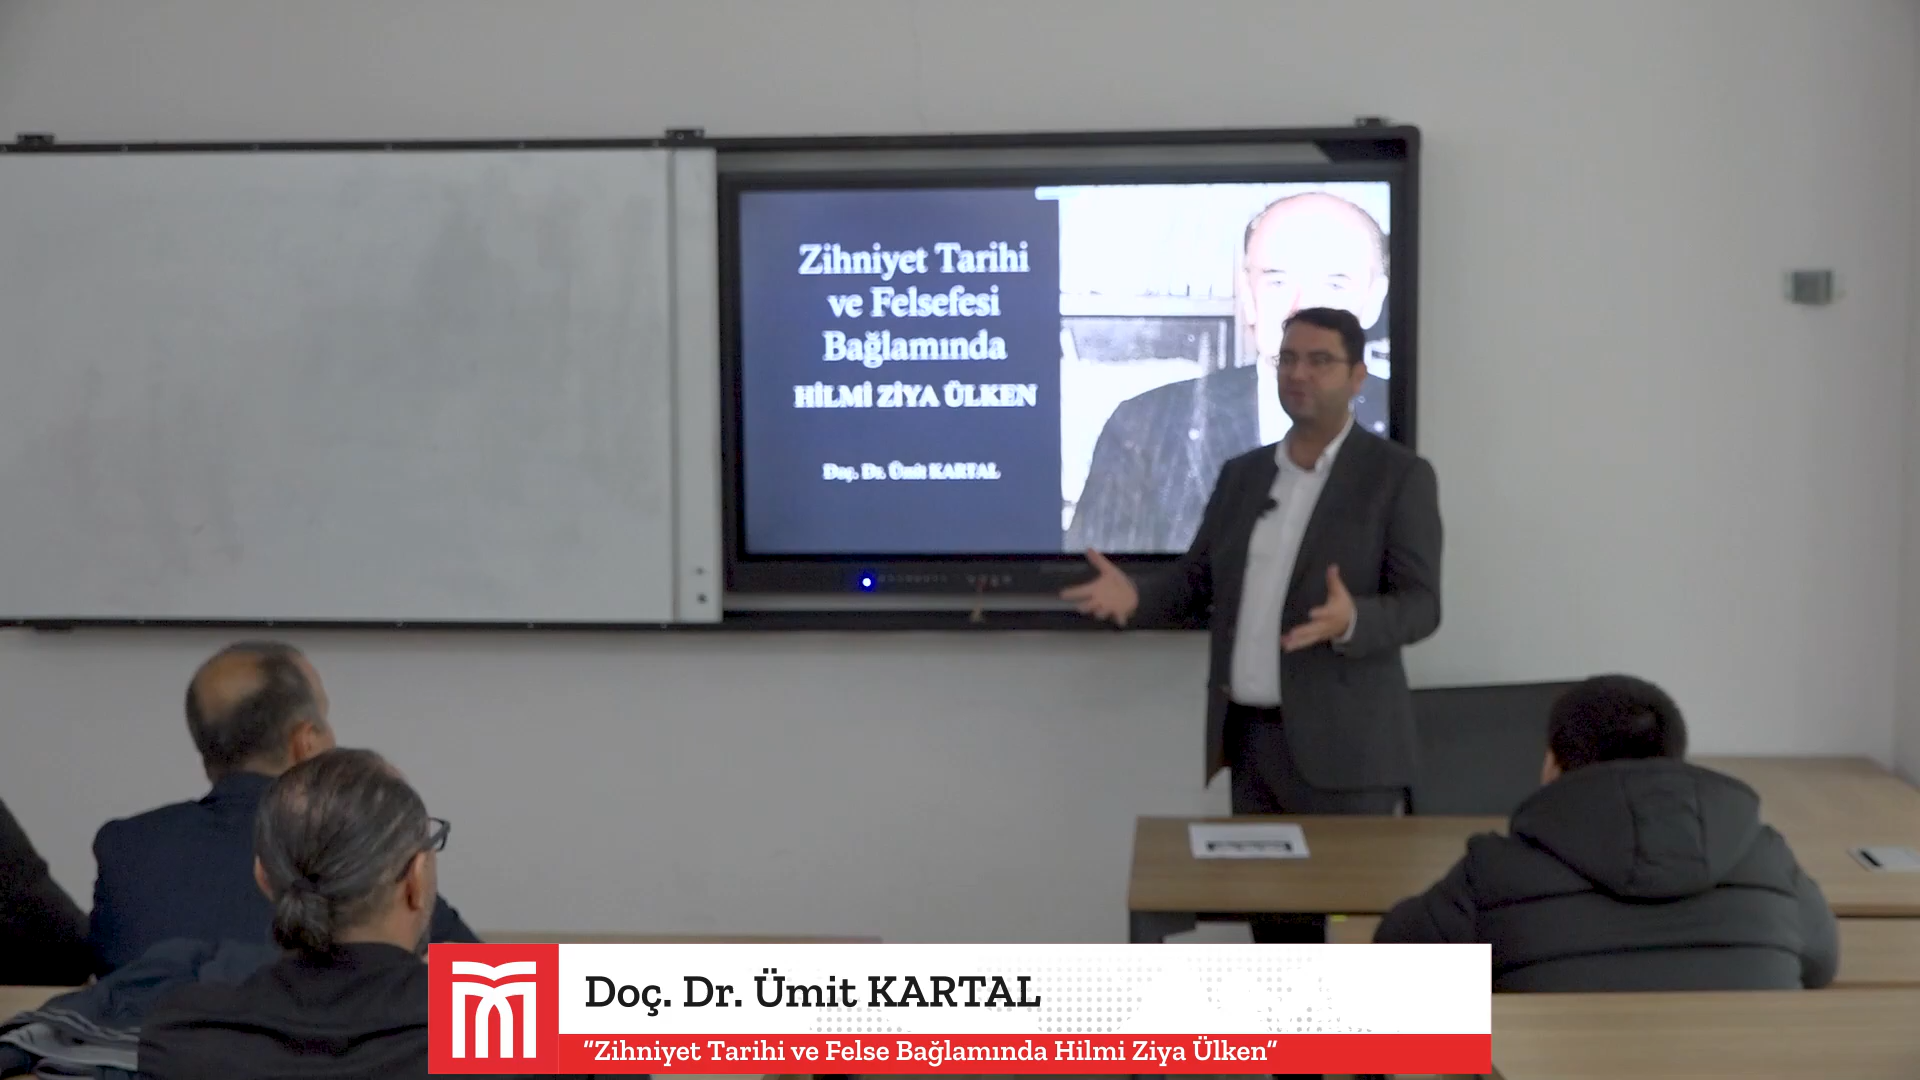 Zihniyet Tarihi
ve Felsefesi
Bağlamında
HİLMİ ZİYA ÜLKEN
Doç. Dr. Ümit KARTAL
Doç. Dr. Ümit KARTAL
“Zihniyet Tarihi ve Felse Bağlamında Hilmi Ziya Ülken”